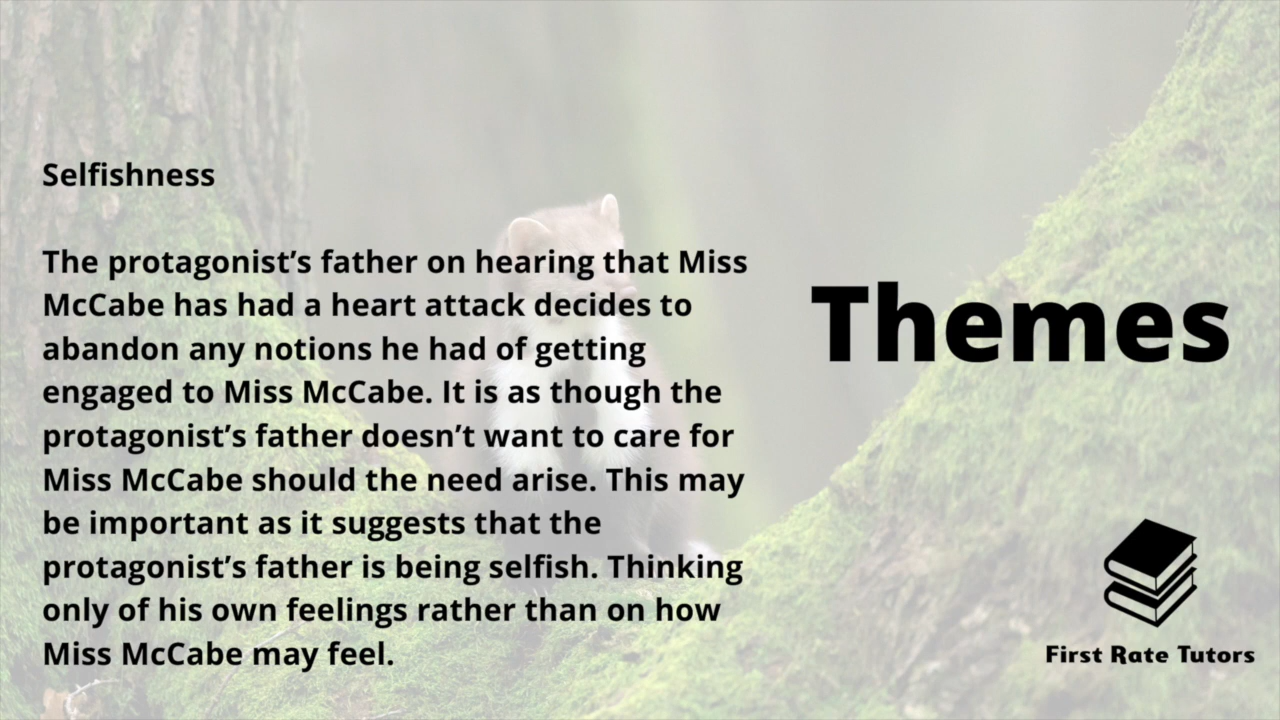 Selfishness
The protagonist’s father on hearing that Miss
McCabe has had a heart attack decides to
abandon any notions he had of getting
engaged to Miss McCabe. It is as though the
protagonist’s father doesn’t want to care for
Miss McCabe should the need arise. This may
be important as it suggests that the
protagonist’s father is being selfish. Thinking
only of his own feelings rather than on how
Miss McCabe may feel.
Themes
First Rate Tutors